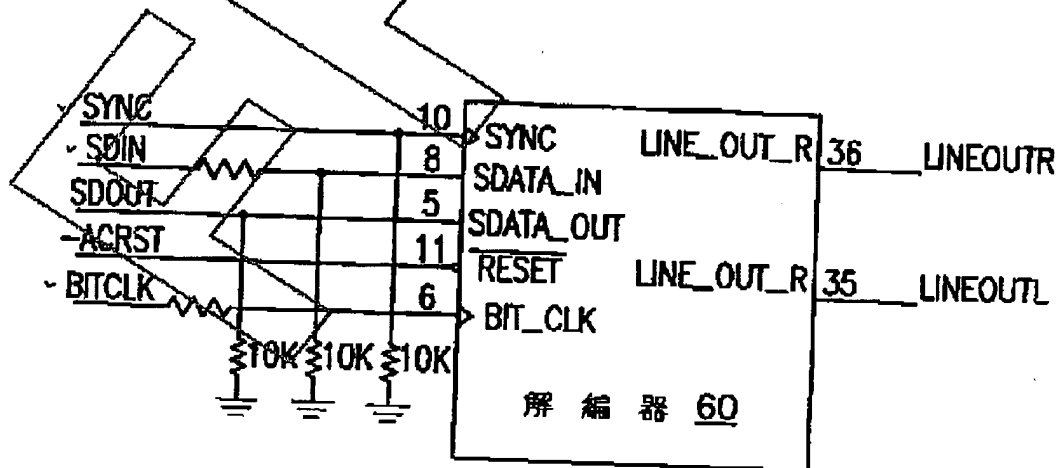 SYNC
SDIN
SDOUT
ACRST
BITCLK
10
8
5
11
6
SYNC
SDATA_IN
SDATA_OUT
RESET
BIT_CLK
LINE_OUT_R
36
LINEOUTR
LINE_OUT_R
35
LINEOUTL
10K
10K
10K
解編器 60